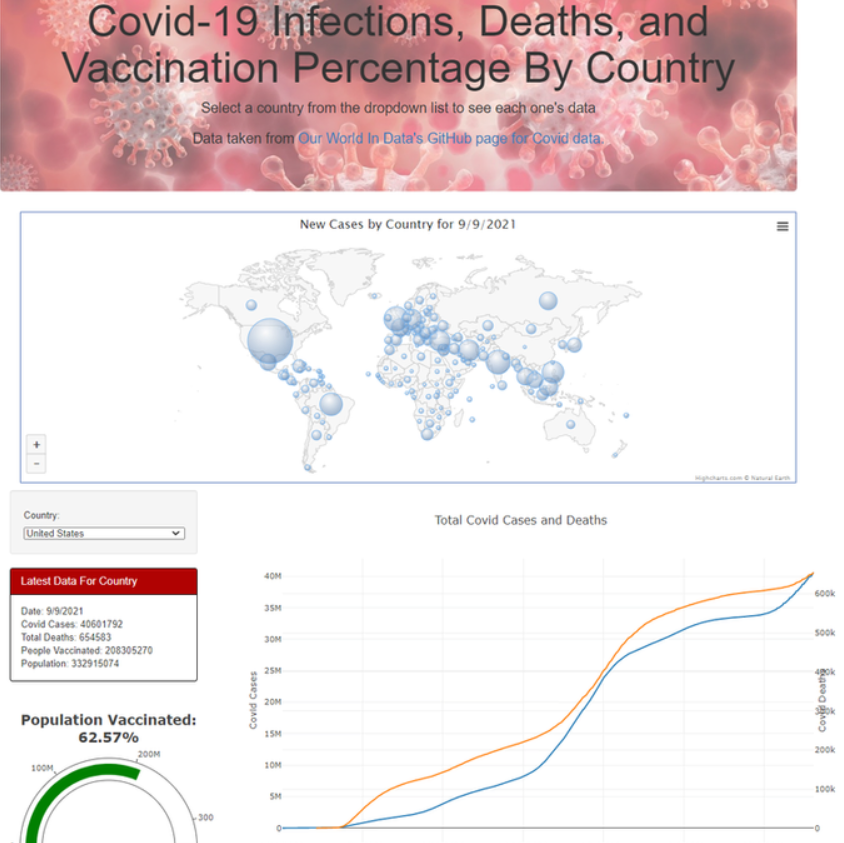 Covid-19 Infections, Deaths, and
Vaccination Percentage By Country
Select a country from the dropdown list to see each one's data
Data taken from Our World In Data's GitHub page for Covid data.
New Cases by Country for 9/9/2021
+
−
Highcharts.com © Natural Earth
Country:
United States
Latest Data For Country
Date: 9/9/2021
Covid Cases: 40601792
Total Deaths: 654583
People Vaccinated: 208305270
Population: 332915074
Population Vaccinated:
62.57%
100M
200M
300
Total Covid Cases and Deaths
40M
35M
30M
25M
20M
15M
10M
5M
0
Covid Cases
600k
500k
400k
300k
200k
100k
0
Covid Deaths